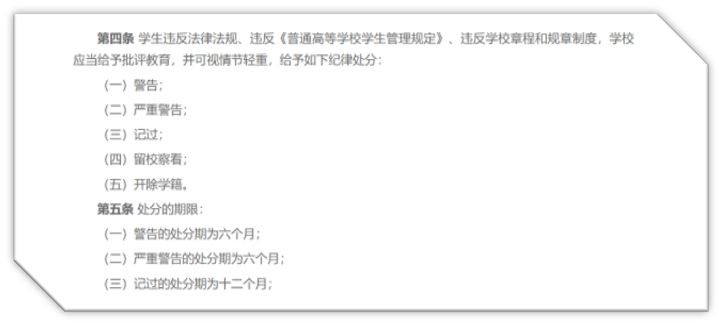 第四条 学生违反法律法规、违反《普通高等学校学生管理规定》、违反学校章程和规章制度，学校
应当给予批评教育，并可视情节轻重，给予如下纪律处分：
（一）警告；
（二）严重警告；
（三）记过；
（四）留校察看；
（五）开除学籍。
第五条 处分的期限：
（一）警告的处分期为六个月；
（二）严重警告的处分期为六个月；
（三）记过的处分期为十二个月；